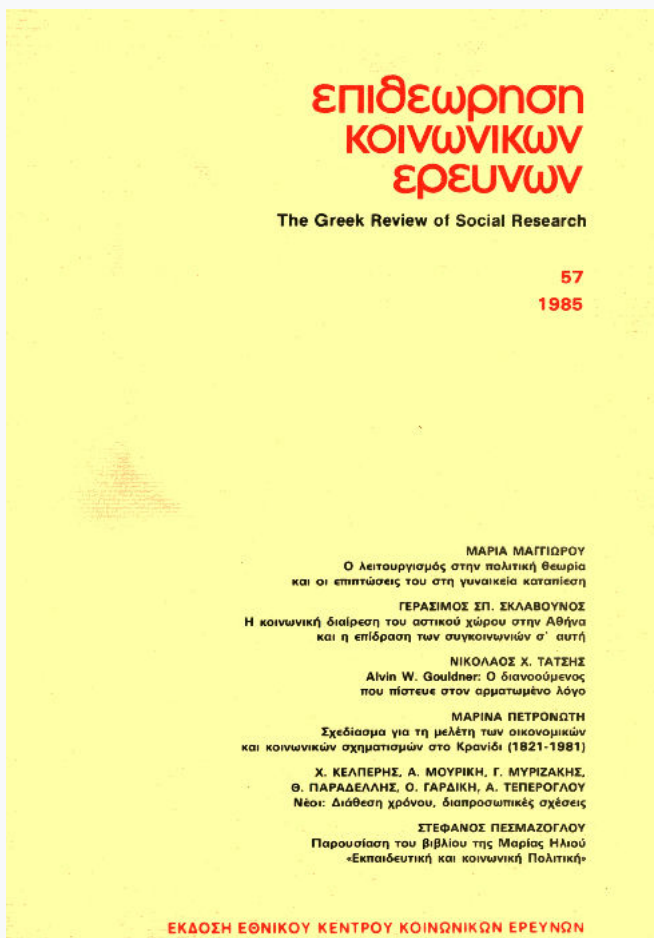 επιθεωρηση
κοινωνικων
ερευνων
The Greek Review of Social Research
57
1985
ΜΑΡΙΑ ΜΑΓΓΙΩΡΟΥ
Ο λειτουργισμός στην πολιτική θεωρία
και οι επιπτώσεις του στη γυναικεία καταπίεση
ΓΕΡΑΣΙΜΟΣ ΣΠ. ΣΚΛΑΒΟΥΝΟΣ
Η κοινωνική διαίρεση του αστικού χώρου στην Αθήνα
και η επίδραση των συγκοινωνιών σ' αυτή
ΝΙΚΟΛΑΟΣ Χ. ΤΑΤΣΗΣ
Alvin W. Gouldner: Ο διανοούμενος
που πίστευε στον αρματωμένο λόγο
ΜΑΡΙΝΑ ΠΕΤΡΟΝΩΤΗ
Σχεδίασμα για τη μελέτη των οικονομικών
και κοινωνικών σχηματισμών στο Κρανίδι (1821-1981)
Χ. ΚΕΛΠΕΡΗΣ, Α. ΜΟΥΡΙΚΗ, Γ. ΜΥΡΙΖΑΚΗΣ,
Θ. ΠΑΡΑΔΕΛΛΗΣ, Ο. ΓΑΡΔΙΚΗ, Α. ΤΕΠΕΡΟΓΛΟΥ
Νέοι: Διάθεση χρόνου, διαπροσωπικές σχέσεις
ΣΤΕΦΑΝΟΣ ΠΕΣΜΑΖΟΓΛΟΥ
Παρουσίαση του βιβλίου της Μαρίας Ηλιού
«Εκπαιδευτική και κοινωνική Πολιτική»
ΕΚΔΟΣΗ ΕΘΝΙΚΟΥ ΚΕΝΤΡΟΥ ΚΟΙΝΩΝΙΚΩΝ ΕΡΕΥΝΩΝ